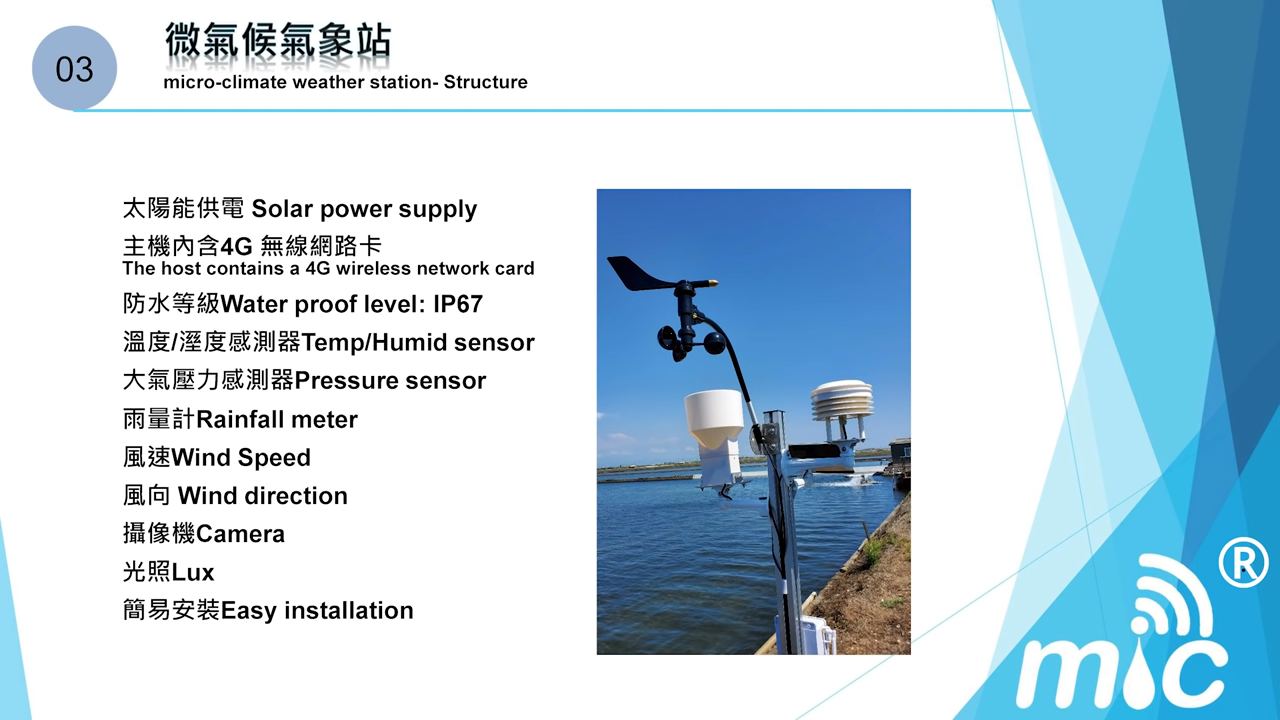 03
微氣候氣象站
micro-climate weather station- Structure
太陽能供電 Solar power supply
主機內含4G 無線網路卡
The host contains a 4G wireless network card
防水等級Water proof level: IP67
溫度/溼度感測器Temp/Humid sensor
大氣壓力感測器Pressure sensor
雨量計Rainfall meter
風速Wind Speed
風向 Wind direction
攝像機Camera
光照Lux
簡易安裝Easy installation
®
mic